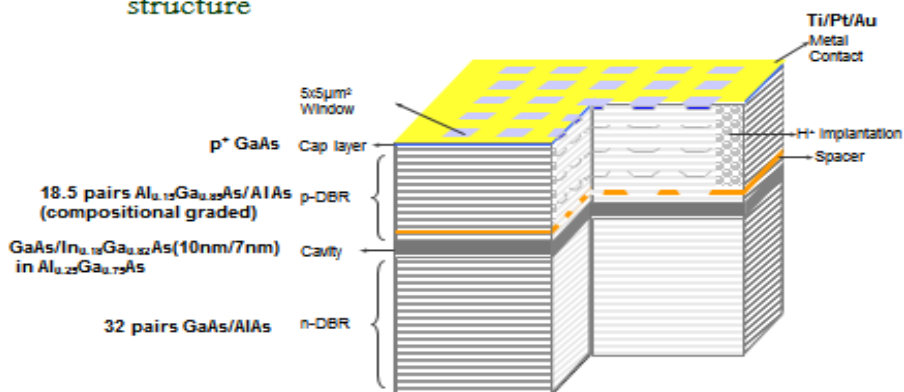 structure
Ti/Pt/Au
Metal
Contact
5x5μm²
Window
H⁺ Implantation
p⁺ GaAs Cap layer
Spacer
18.5 pairs Al₀.₁₅Ga₀.₈₅As/AlAs
(compositional graded)
p-DBR
GaAs/In₀.₁₈Ga₀.₈₂As(10nm/7nm)
in Al₀.₂₅Ga₀.₇₅As
Cavity
32 pairs GaAs/AlAs n-DBR